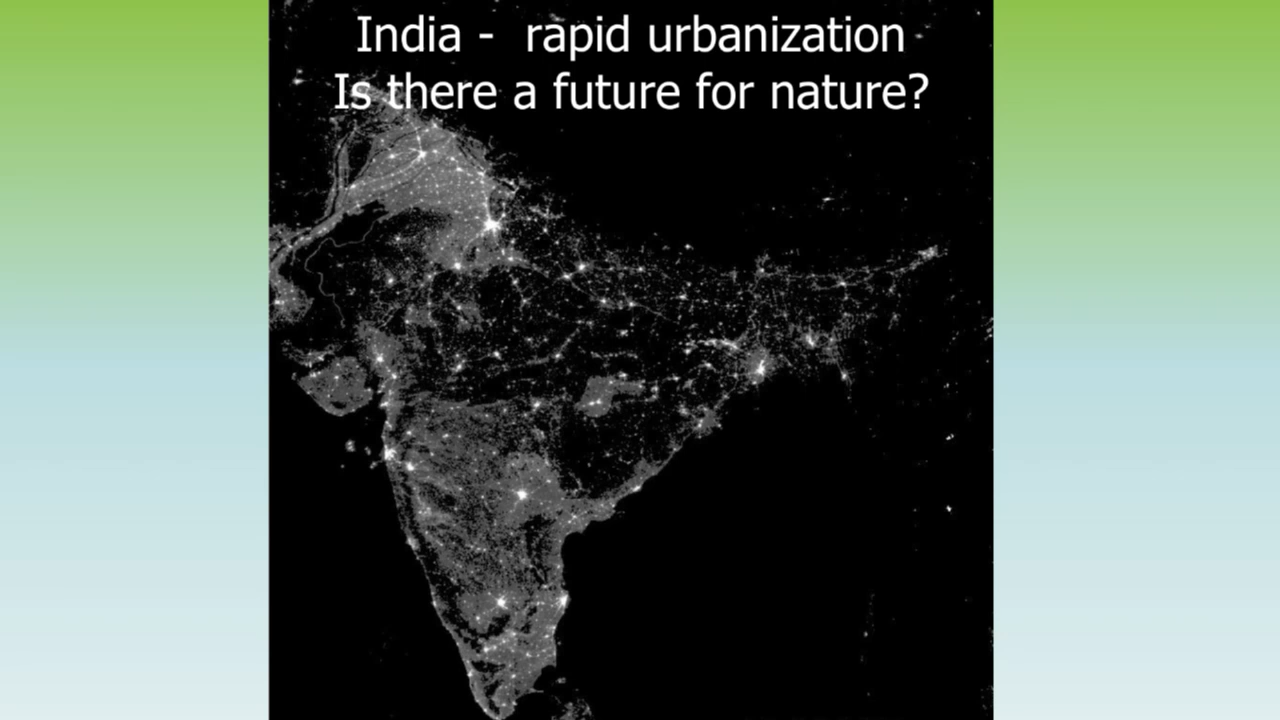 India -  rapid urbanization
Is there a future for nature?